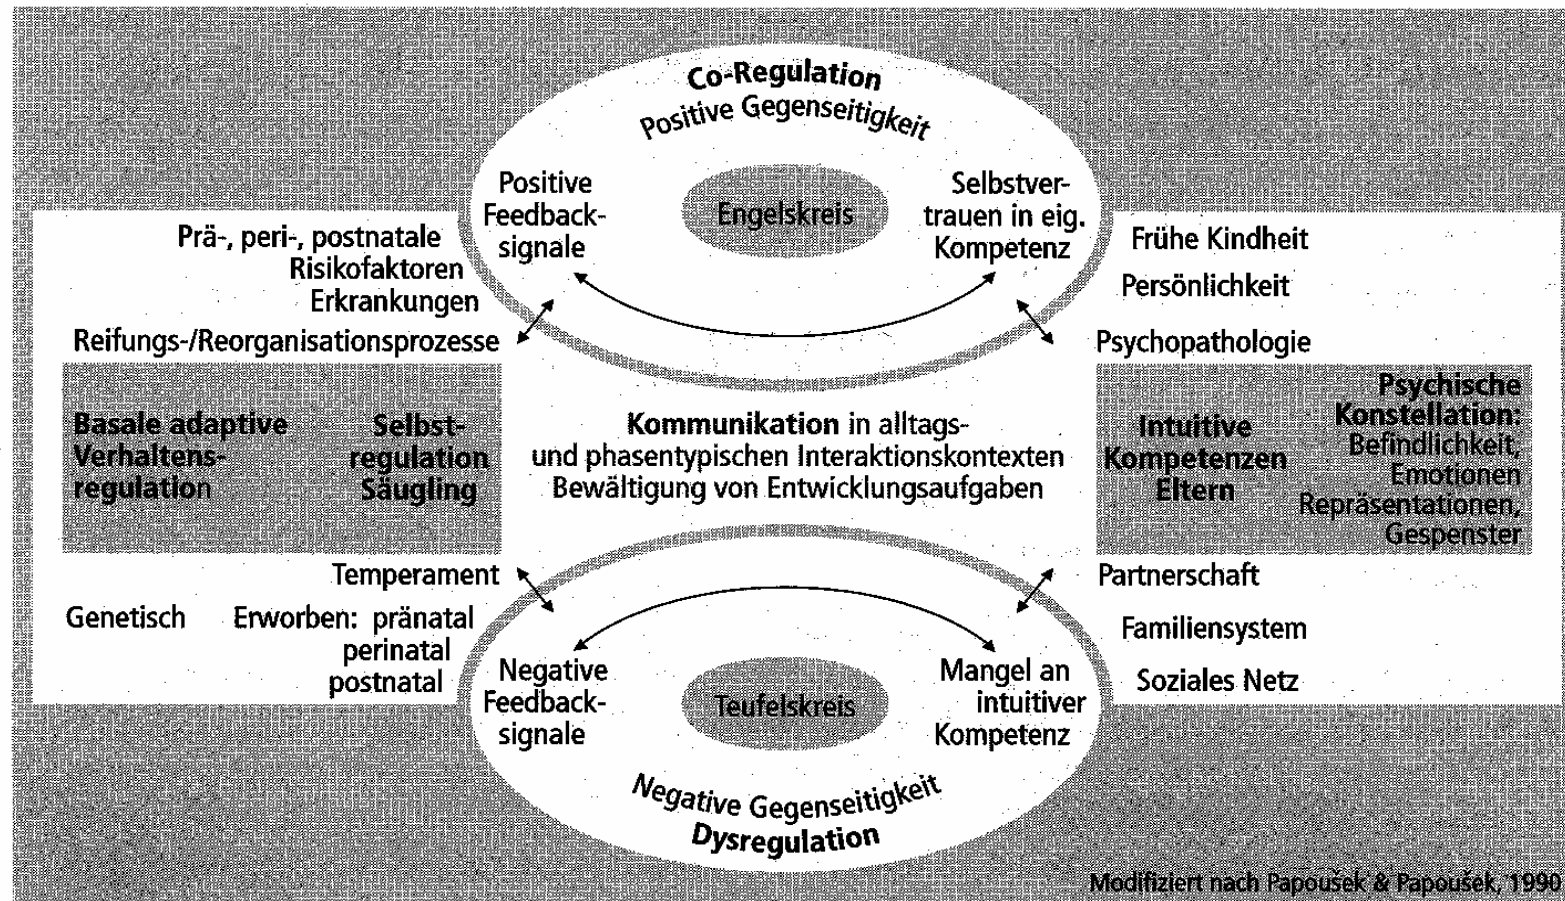 Co-Regulation
Positive Gegenseitigkeit
Positive
Feedback-
signale
Engelskreis
Selbstver-
trauen in eig.
Kompetenz
Prä-, peri-, postnatale
Risikofaktoren
Erkrankungen
Reifungs-/Reorganisationsprozesse
Frühe Kindheit
Persönlichkeit
Psychopathologie
Basale adaptive
Verhaltens-
regulation
Selbst-
regulation
Säugling
Kommunikation in alltags-
und phasentypischen Interaktionskontexten
Bewältigung von Entwicklungsaufgaben
Intuitive
Kompetenzen
Eltern
Psychische
Konstellation:
Befindlichkeit,
Emotionen
Repräsentationen,
Gespenster
Temperament
Genetisch
Erworben: pränatal
perinatal
postnatal
Partnerschaft
Familiensystem
Soziales Netz
Negative
Feedback-
signale
Teufelskreis
Mangel an
intuitiver
Kompetenz
Negative Gegenseitigkeit
Dysregulation
Modifiziert nach Papoušek & Papoušek, 1990